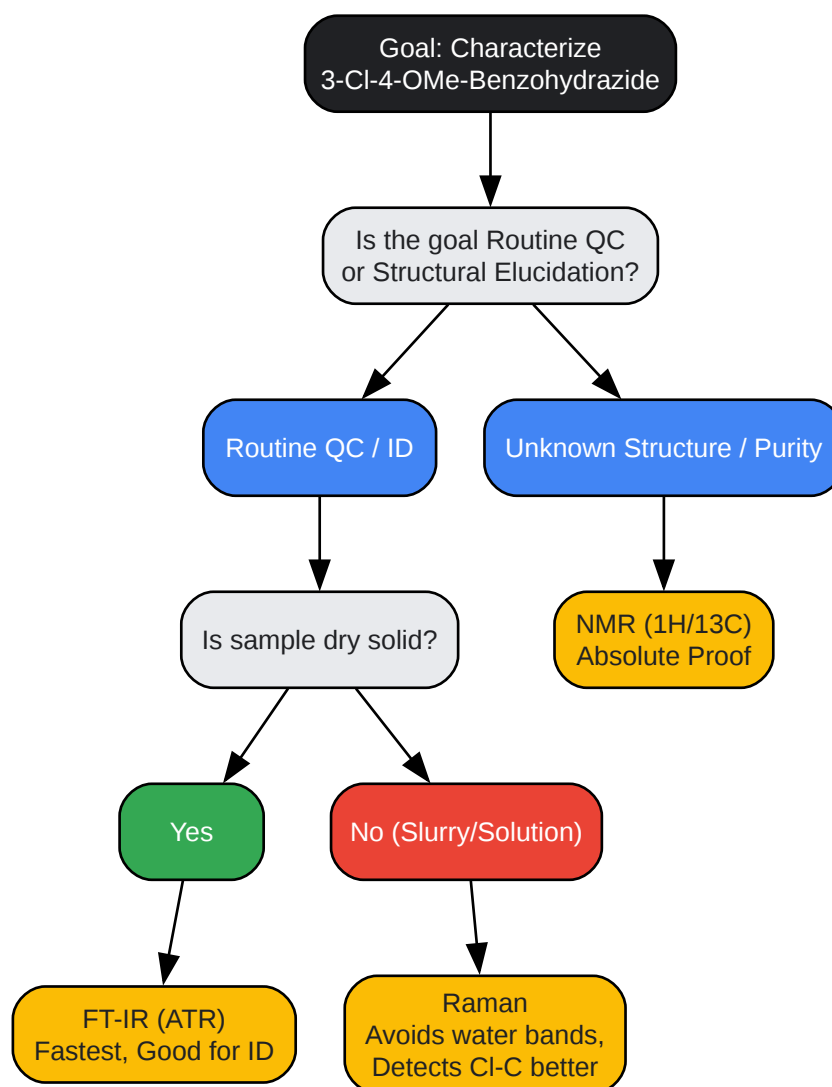 Goal: Characterize
3-Cl-4-OMe-Benzohydrazide
Is the goal Routine QC
or Structural Elucidation?
Routine QC / ID
Unknown Structure / Purity
Is sample dry solid?
NMR (1H/13C)
Absolute Proof
Yes
No (Slurry/Solution)
FT-IR (ATR)
Fastest, Good for ID
Raman
Avoids water bands,
Detects Cl-C better